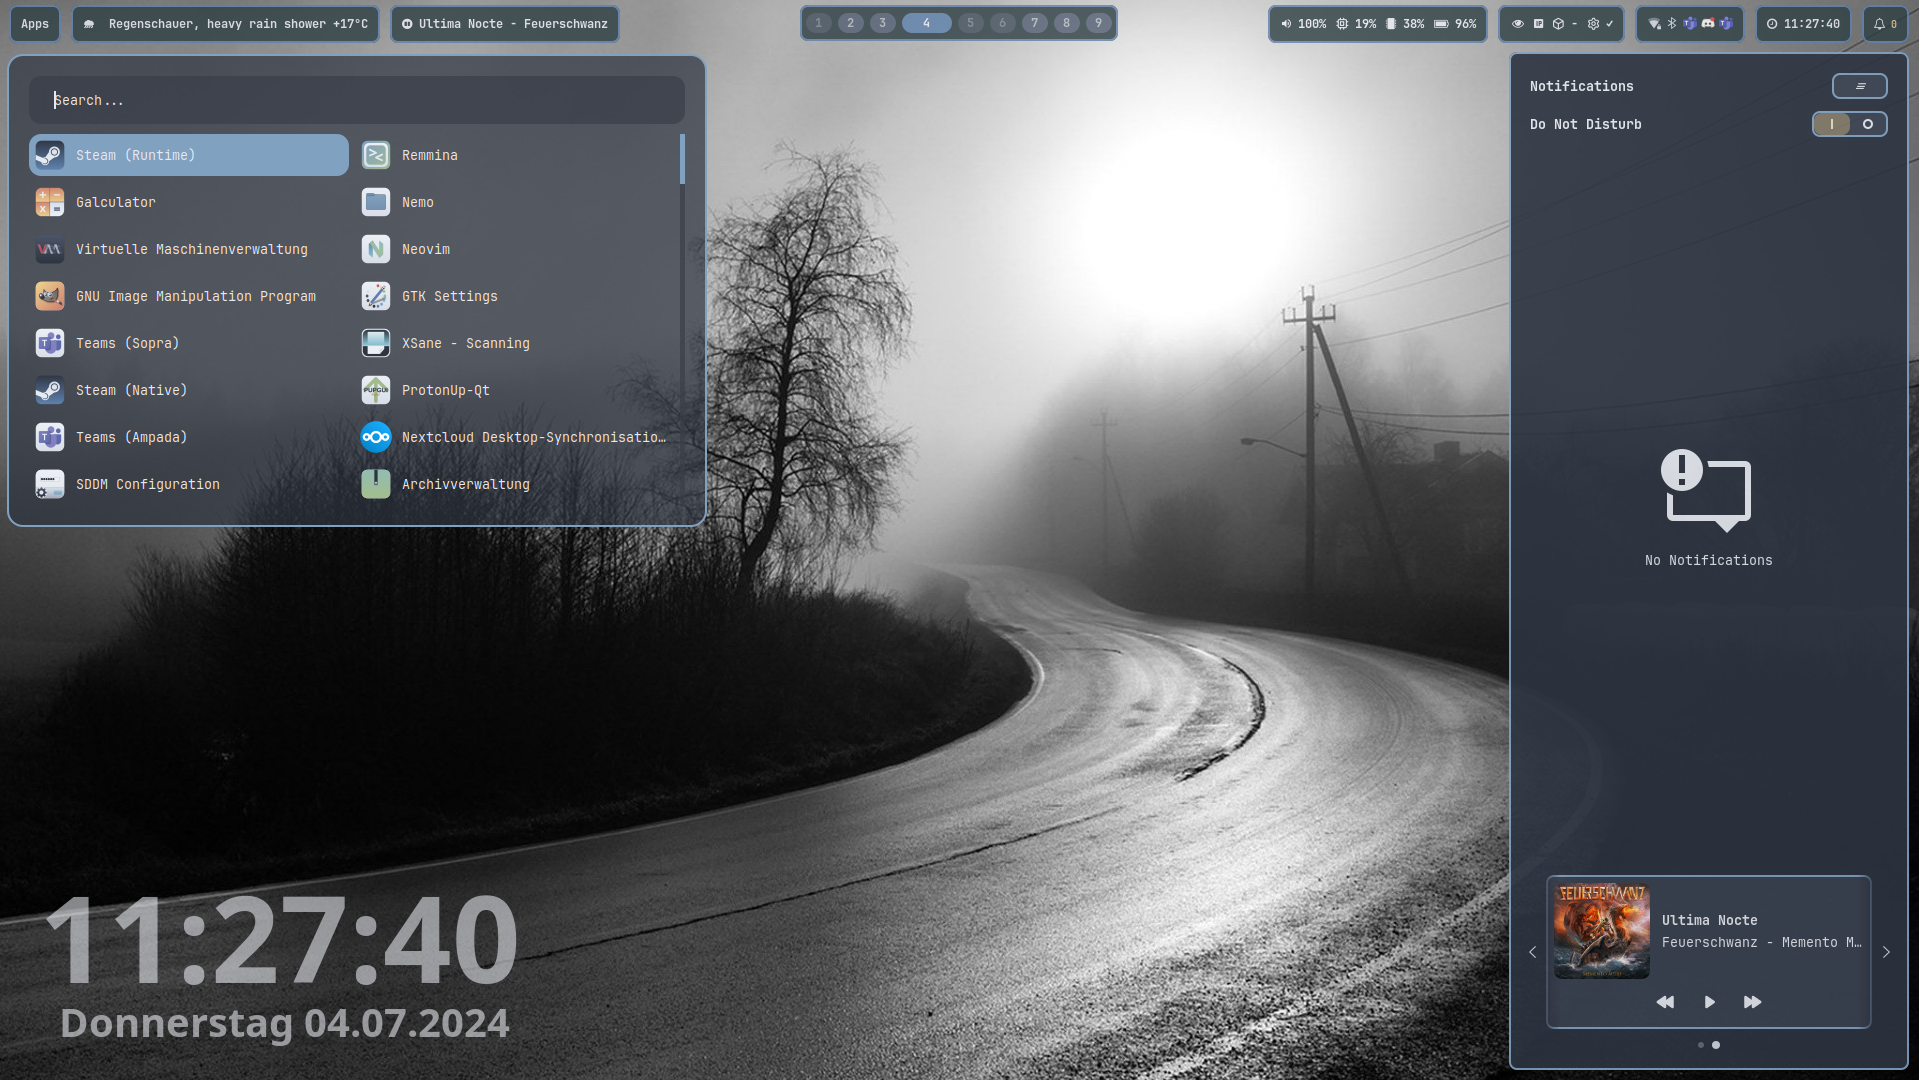 Apps
Regenschauer, heavy rain shower +17°C
Ultima Nocte - Feuerschwanz
1 2 3 4 5 6 7 8 9
100% 19% 38% 96%
- ✓
11:27:40
0
Search...
Steam (Runtime)
Remmina
Galculator
Nemo
Virtuelle Maschinenverwaltung
Neovim
GNU Image Manipulation Program
GTK Settings
Teams (Sopra)
XSane - Scanning
Steam (Native)
ProtonUp-Qt
Teams (Ampada)
Nextcloud Desktop-Synchronisatio…
SDDM Configuration
Archivverwaltung
Notifications
Do Not Disturb
No Notifications
FEUERSCHWANZ
Ultima Nocte
Feuerschwanz - Memento M…
11:27:40
Donnerstag 04.07.2024